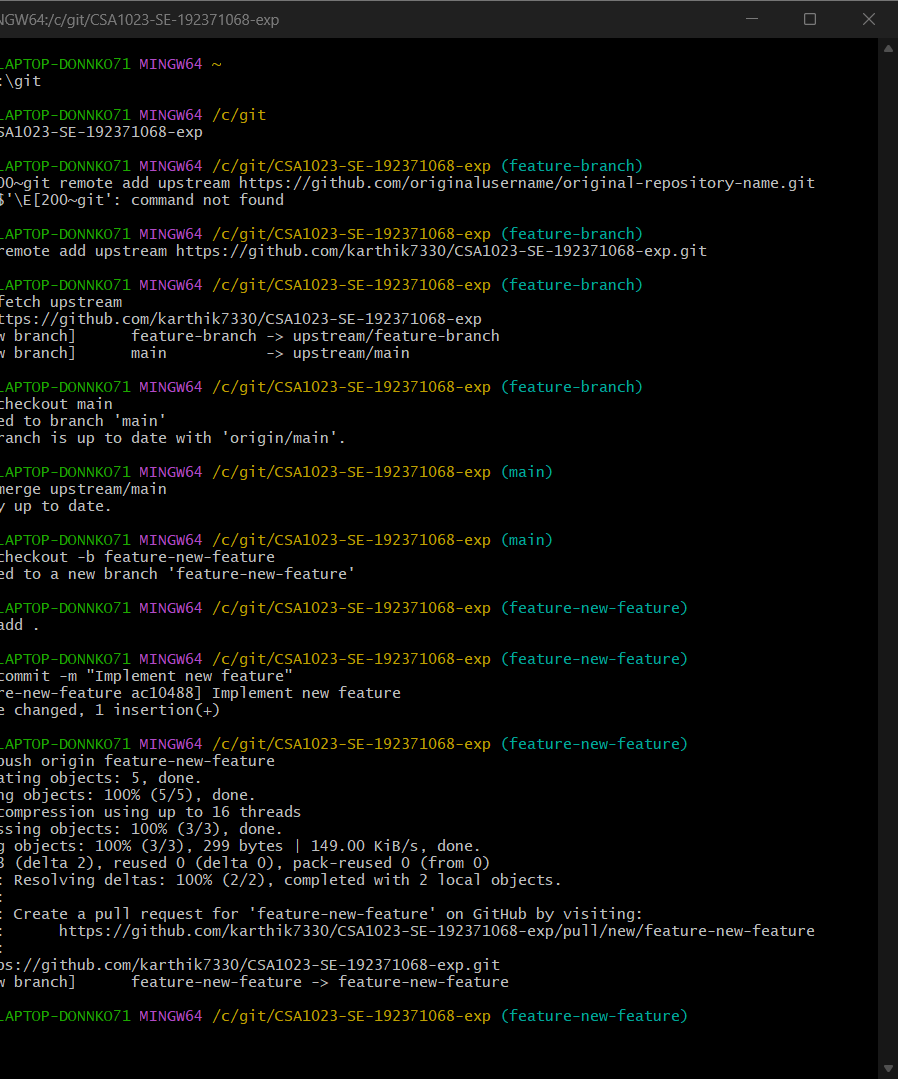 NGW64:/c/git/CSA1023-SE-192371068-exp
LAPTOP-DONNKO71 MINGW64 ~
:\git
LAPTOP-DONNKO71 MINGW64 /c/git
SA1023-SE-192371068-exp
LAPTOP-DONNKO71 MINGW64 /c/git/CSA1023-SE-192371068-exp (feature-branch)
00~git remote add upstream https://github.com/originalusername/original-repository-name.git
$'\E[200~git': command not found
LAPTOP-DONNKO71 MINGW64 /c/git/CSA1023-SE-192371068-exp (feature-branch)
remote add upstream https://github.com/karthik7330/CSA1023-SE-192371068-exp.git
LAPTOP-DONNKO71 MINGW64 /c/git/CSA1023-SE-192371068-exp (feature-branch)
fetch upstream
ttps://github.com/karthik7330/CSA1023-SE-192371068-exp
w branch]      feature-branch -> upstream/feature-branch
w branch]      main           -> upstream/main
LAPTOP-DONNKO71 MINGW64 /c/git/CSA1023-SE-192371068-exp (feature-branch)
checkout main
ed to branch 'main'
ranch is up to date with 'origin/main'.
LAPTOP-DONNKO71 MINGW64 /c/git/CSA1023-SE-192371068-exp (main)
merge upstream/main
y up to date.
LAPTOP-DONNKO71 MINGW64 /c/git/CSA1023-SE-192371068-exp (main)
checkout -b feature-new-feature
ed to a new branch 'feature-new-feature'
LAPTOP-DONNKO71 MINGW64 /c/git/CSA1023-SE-192371068-exp (feature-new-feature)
add .
LAPTOP-DONNKO71 MINGW64 /c/git/CSA1023-SE-192371068-exp (feature-new-feature)
commit -m "Implement new feature"
re-new-feature ac10488] Implement new feature
e changed, 1 insertion(+)
LAPTOP-DONNKO71 MINGW64 /c/git/CSA1023-SE-192371068-exp (feature-new-feature)
push origin feature-new-feature
ating objects: 5, done.
ng objects: 100% (5/5), done.
compression using up to 16 threads
ssing objects: 100% (3/3), done.
g objects: 100% (3/3), 299 bytes | 149.00 KiB/s, done.
3 (delta 2), reused 0 (delta 0), pack-reused 0 (from 0)
: Resolving deltas: 100% (2/2), completed with 2 local objects.
:
: Create a pull request for 'feature-new-feature' on GitHub by visiting:
:      https://github.com/karthik7330/CSA1023-SE-192371068-exp/pull/new/feature-new-feature
:
ps://github.com/karthik7330/CSA1023-SE-192371068-exp.git
w branch]      feature-new-feature -> feature-new-feature
LAPTOP-DONNKO71 MINGW64 /c/git/CSA1023-SE-192371068-exp (feature-new-feature)